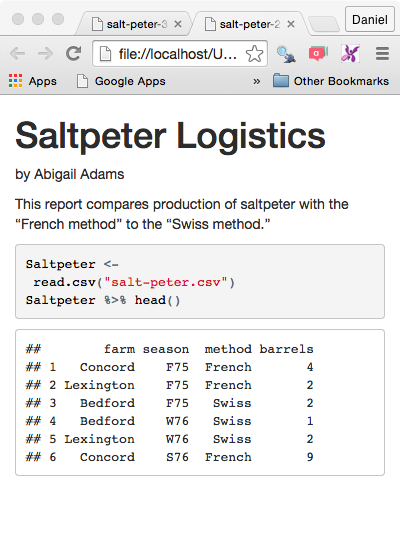 salt-peter-3
salt-peter-2
Daniel
file://localhost/U...
Apps
Google Apps
»
Other Bookmarks
Saltpeter Logistics
by Abigail Adams
This report compares production of saltpeter with the
“French method” to the “Swiss method.”
Saltpeter <-
 read.csv("salt-peter.csv")
Saltpeter %>% head()
##        farm season  method barrels
## 1   Concord    F75  French       4
## 2 Lexington    F75  French       2
## 3   Bedford    F75   Swiss       2
## 4   Bedford    W76   Swiss       1
## 5 Lexington    W76   Swiss       2
## 6   Concord    S76  French       9